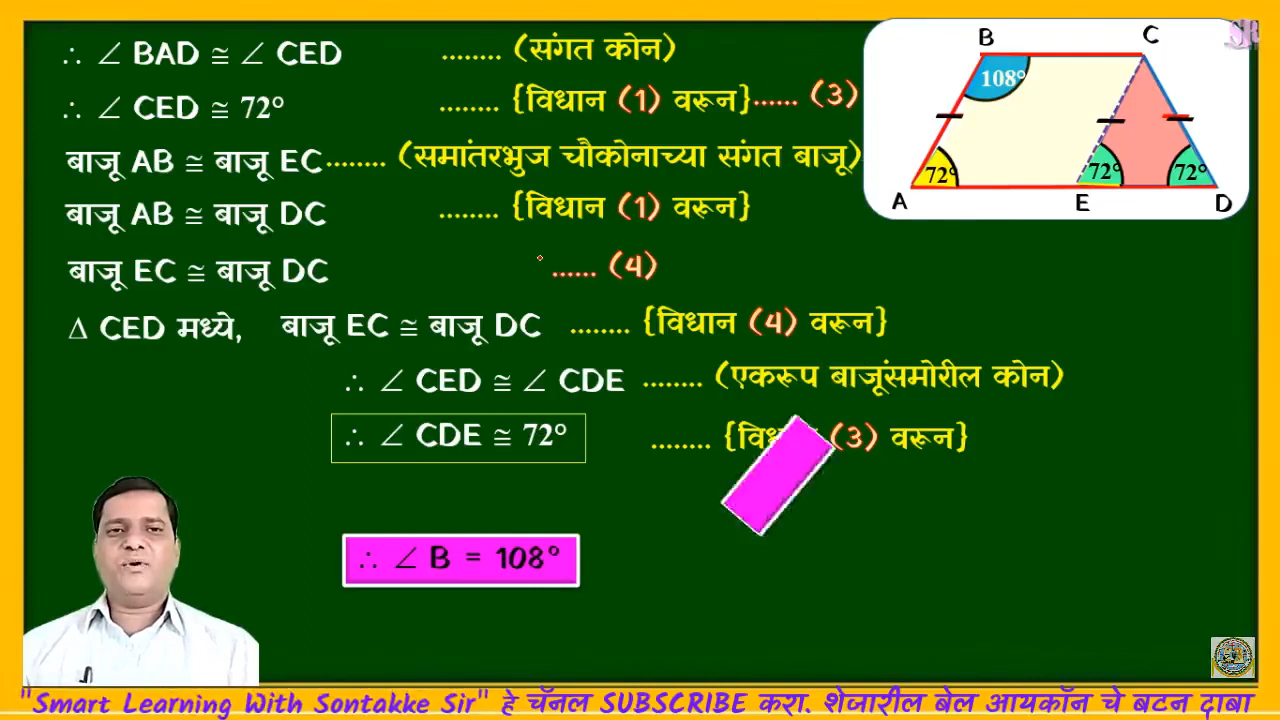 ∴ ∠ BAD ≅ ∠ CED ........ (संगत कोन)
∴ ∠ CED ≅ 72° ........ {विधान (1) वरून}...... (3)
बाजू AB ≅ बाजू EC........ (समांतरभुज चौकोनाच्या संगत बाजू)
बाजू AB ≅ बाजू DC ........ {विधान (1) वरून}
बाजू EC ≅ बाजू DC ...... (4)
Δ CED मध्ये, बाजू EC ≅ बाजू DC ........ {विधान (4) वरून}
∴ ∠ CED ≅ ∠ CDE ........ (एकरूप बाजूंसमोरील कोन)
∴ ∠ CDE ≅ 72° ........ (3) वरून}
∴ ∠ B = 108°
B C
108°
72° 72° 72°
A E D
SR
"Smart Learning With Sontakke Sir" हे चॅनल SUBSCRIBE करा. शेजारील बेल आयकॉन चे बटन दाबा